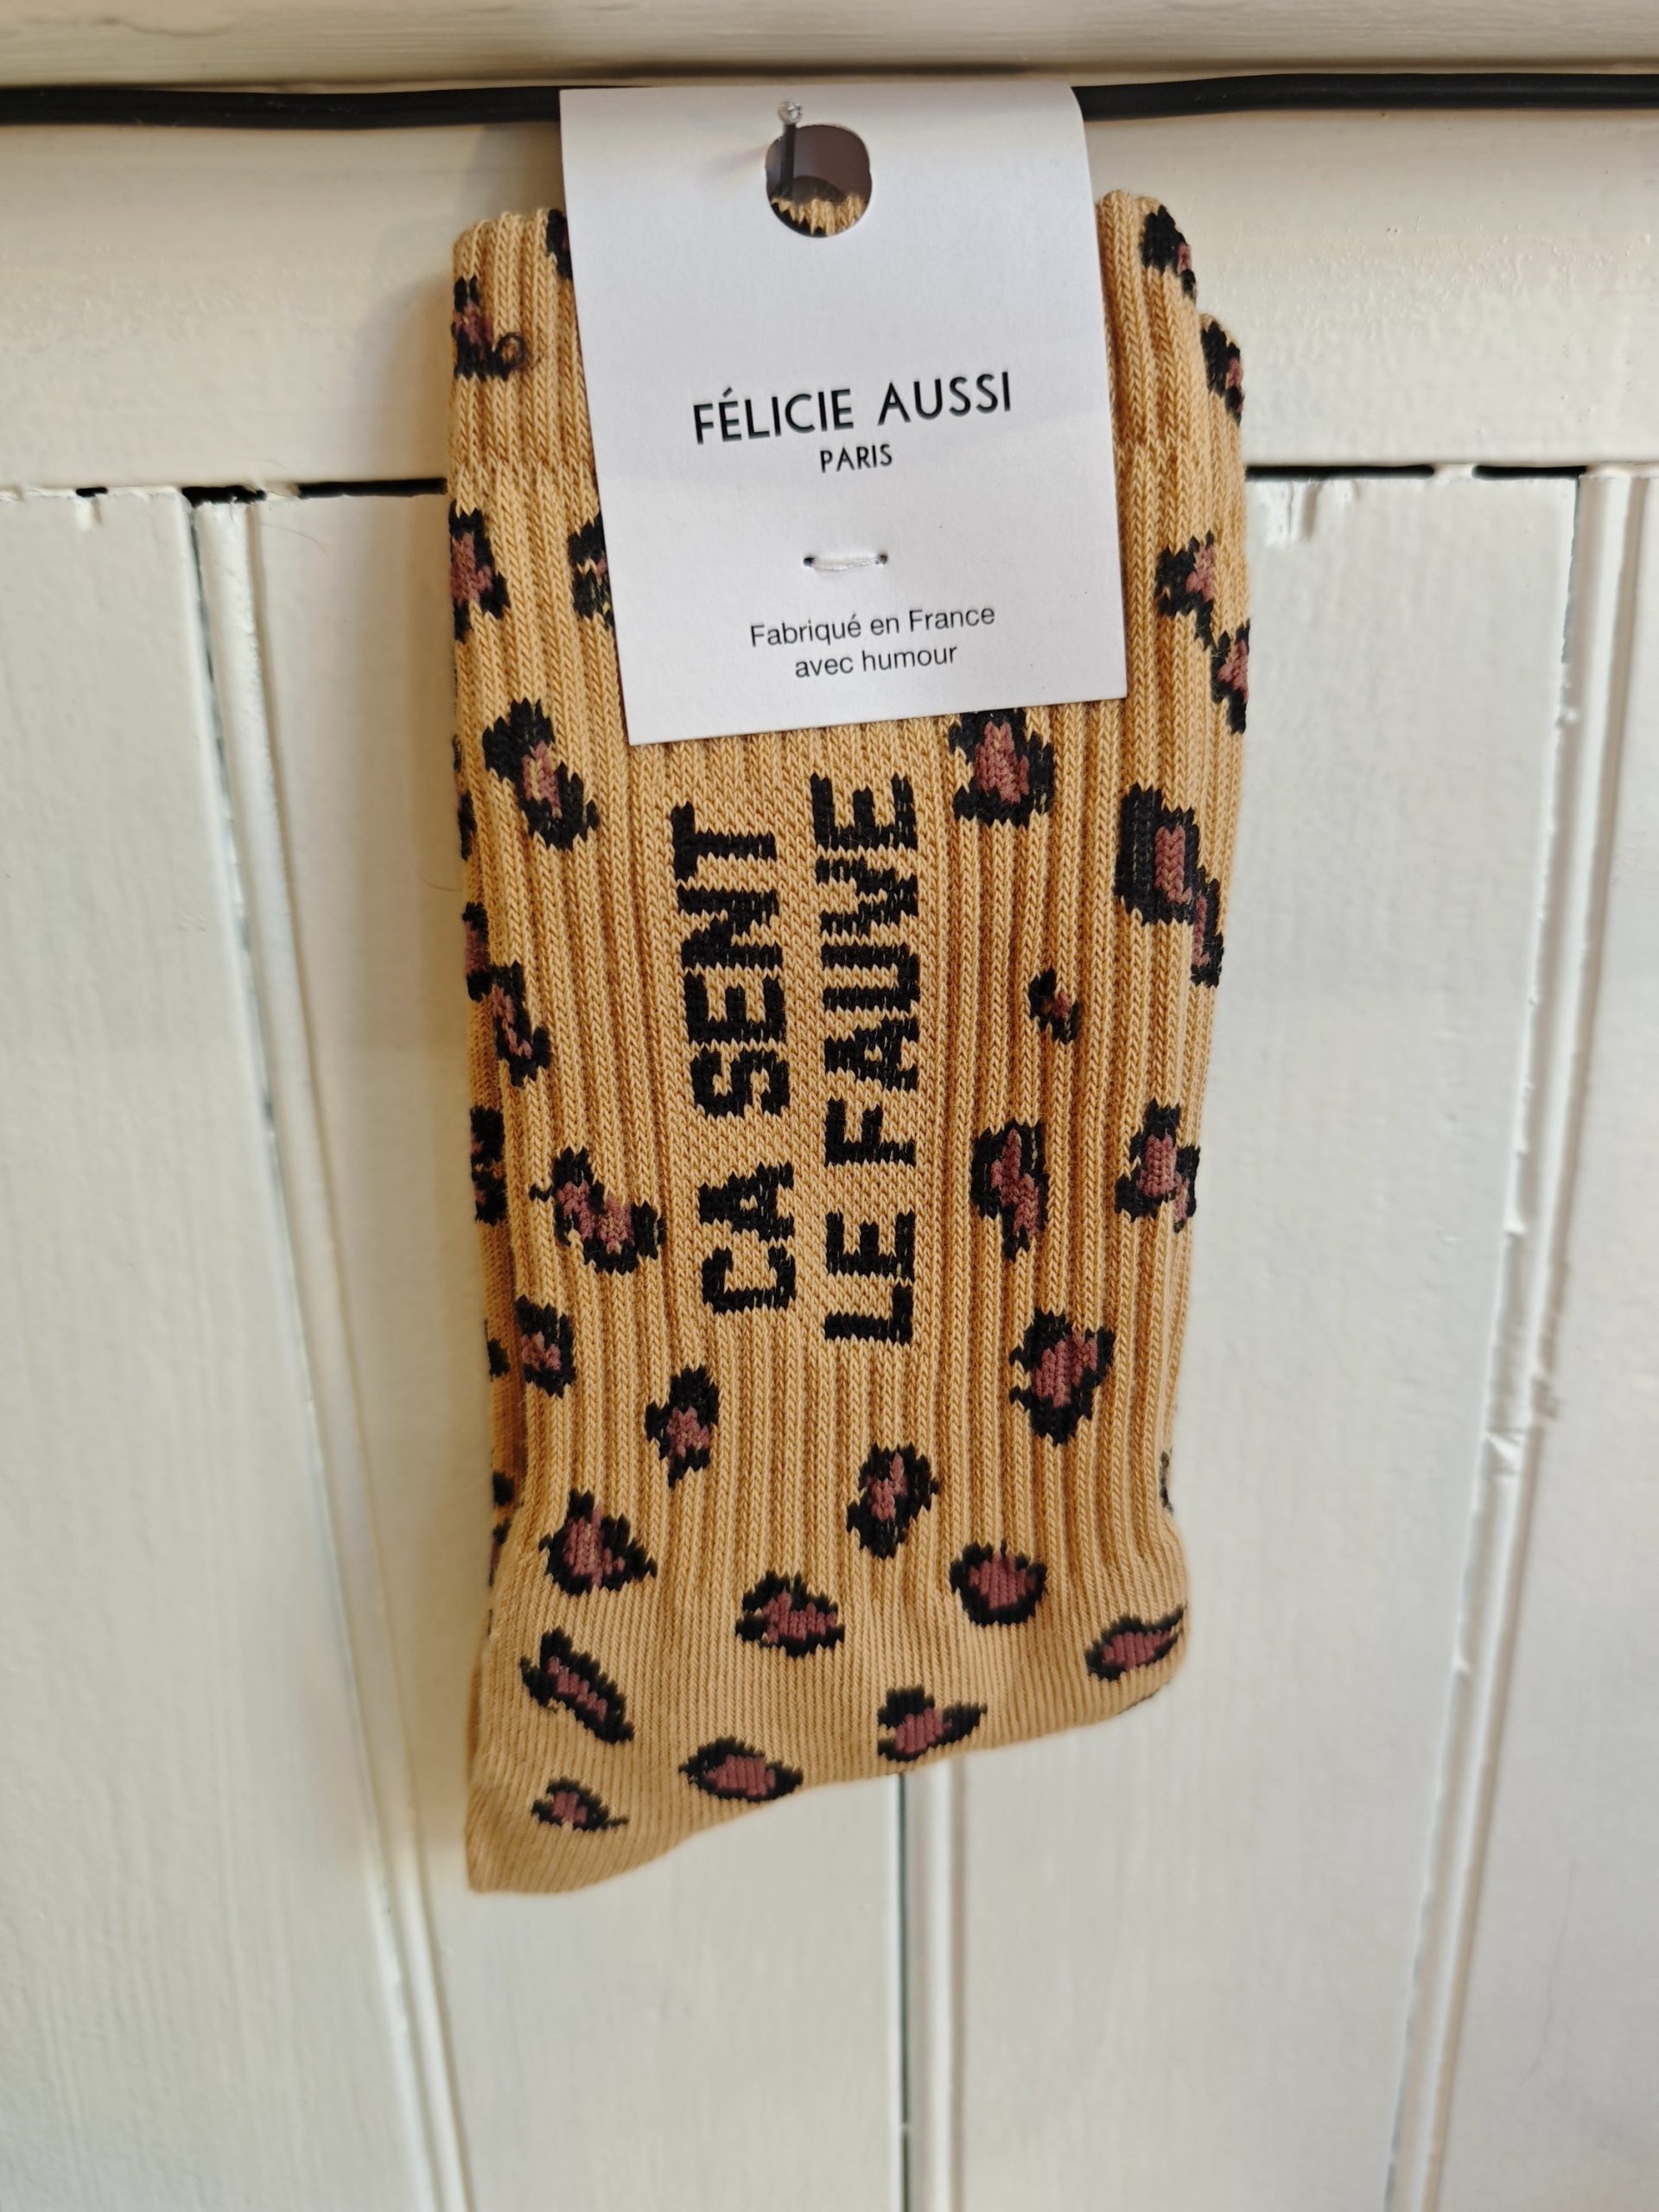 FÉLICIE AUSSI
PARIS
Fabriqué en France
avec humour
CA SENT
LE FAUVE